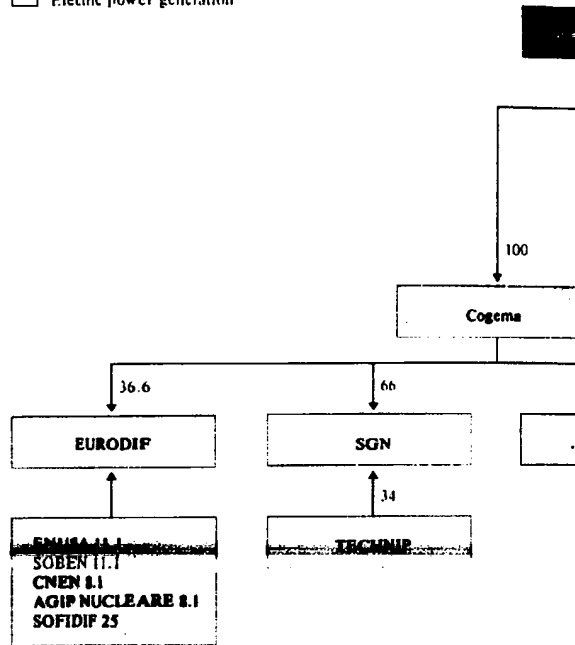 Electric power generation
100
Cogema
36.6
66
EURODIF
SGN
34
ENUSA 11.1
TECHNIP
SOBEN 11.1
CNEN 8.1
AGIP NUCLEARE 8.1
SOFIDIF 25